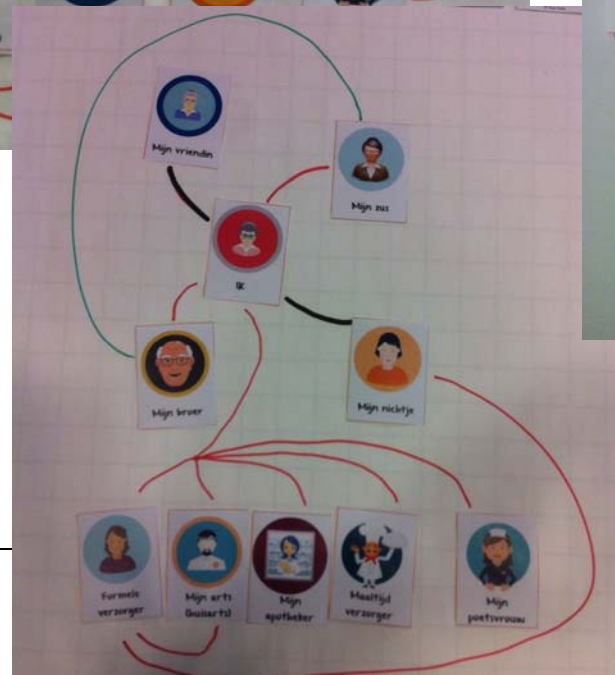 Mijn vriendin
Mijn zus
Ik
Mijn broer
Mijn nichtje
Formele
verzorger
Mijn arts
(huisarts)
Mijn
apotheker
Maaltijd
verzorger
Mijn
poetsvrouw